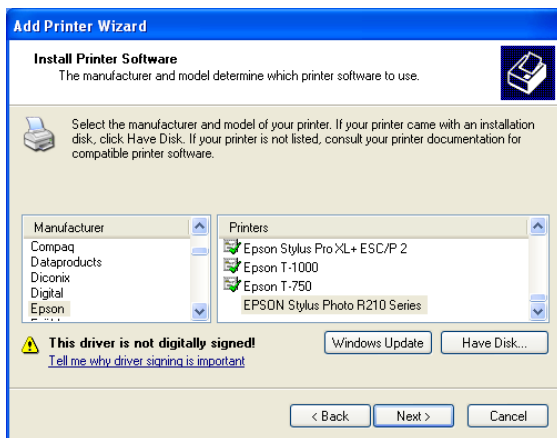 Add Printer Wizard
Install Printer Software
The manufacturer and model determine which printer software to use.
Select the manufacturer and model of your printer. If your printer came with an installation
disk, click Have Disk. If your printer is not listed, consult your printer documentation for
compatible printer software.
Manufacturer
Compaq
Dataproducts
Diconix
Digital
Epson
Printers
Epson Stylus Pro XL+ ESC/P 2
Epson T-1000
Epson T-750
EPSON Stylus Photo R210 Series
This driver is not digitally signed!
Tell me why driver signing is important
Windows Update
Have Disk...
< Back
Next >
Cancel